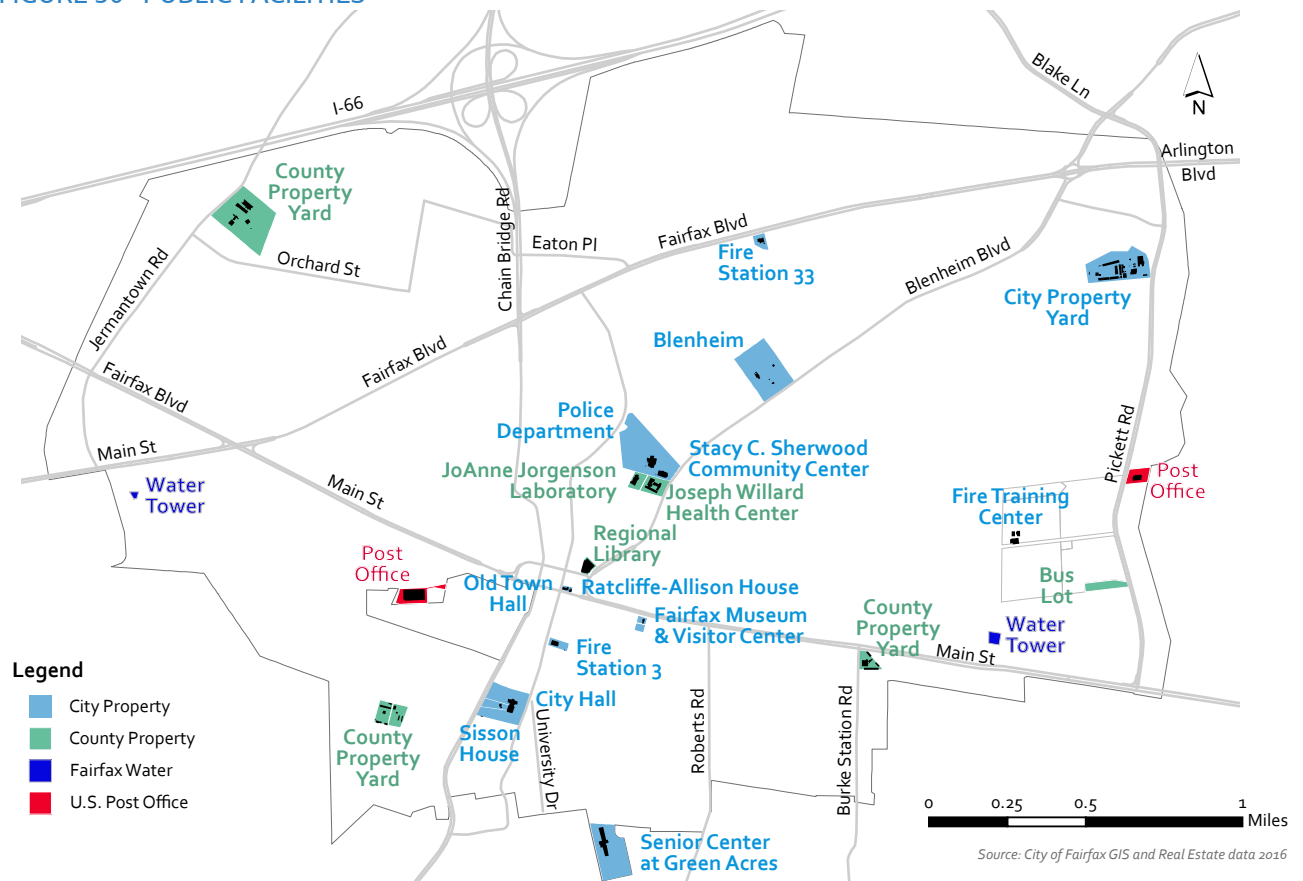 I-66
Blake Ln
N
Arlington
Blvd
County
Property
Yard
Chain Bridge Rd
Eaton Pl
Fairfax Blvd
Fire
Station 33
Blenheim Blvd
Orchard St
Jermantown Rd
City Property
Yard
Blenheim
Fairfax Blvd
Fairfax Blvd
Police
Department
Stacy C. Sherwood
Community Center
Pickett Rd
Main St
JoAnne Jorgenson
Laboratory
Joseph Willard
Health Center
Post
Office
Water
Tower
Main St
Fire Training
Center
Regional
Library
Post
Office
Old Town
Hall
Ratcliffe-Allison House
Bus
Lot
Fairfax Museum
& Visitor Center
County
Property
Yard
Water
Tower
Main St
Fire
Station 3
Legend
City Property
County Property
Fairfax Water
U.S. Post Office
City Hall
Sisson
House
University Dr
Roberts Rd
Burke Station Rd
County
Property
Yard
0 0.25 0.5 1
Miles
Senior Center
at Green Acres
Source: City of Fairfax GIS and Real Estate data 2016